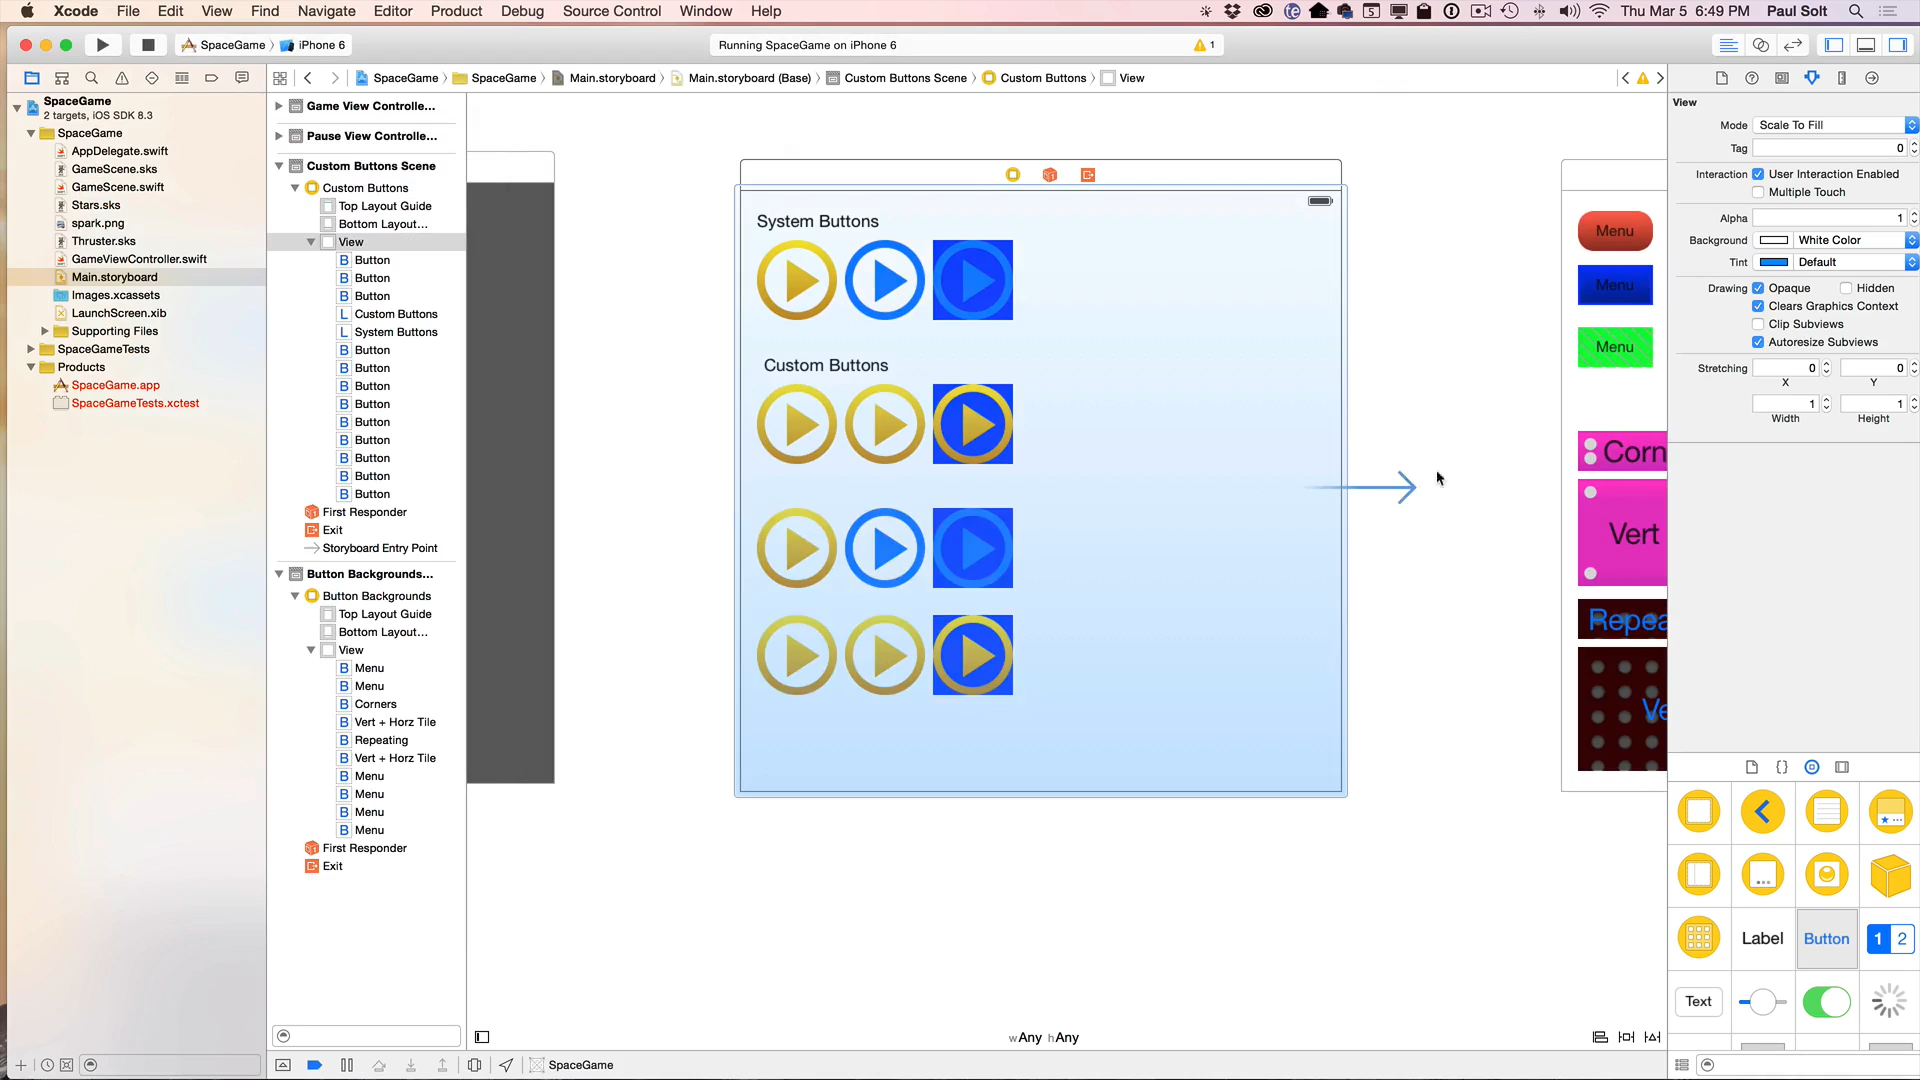 Xcode File Edit View Find Navigate Editor Product Debug Source Control Window Help Thu Mar 5 6:49 PM Paul Solt
SpaceGame iPhone 6 Running SpaceGame on iPhone 6 1
SpaceGame SpaceGame Main.storyboard Main.storyboard (Base) Custom Buttons Scene Custom Buttons View
SpaceGame
2 targets, iOS SDK 8.3
SpaceGame
AppDelegate.swift
GameScene.sks
GameScene.swift
Stars.sks
spark.png
Thruster.sks
GameViewController.swift
Main.storyboard
Images.xcassets
LaunchScreen.xib
Supporting Files
SpaceGameTests
Products
SpaceGame.app
SpaceGameTests.xctest
Game View Controlle...
Pause View Controlle...
Custom Buttons Scene
Custom Buttons
Top Layout Guide
Bottom Layout...
View
B Button
B Button
B Button
L Custom Buttons
L System Buttons
B Button
B Button
B Button
B Button
B Button
B Button
B Button
B Button
B Button
First Responder
Exit
Storyboard Entry Point
Button Backgrounds...
Button Backgrounds
Top Layout Guide
Bottom Layout...
View
B Menu
B Menu
B Corners
B Vert + Horz Tile
B Repeating
B Vert + Horz Tile
B Menu
B Menu
B Menu
B Menu
First Responder
Exit
System Buttons
Custom Buttons
Menu
Menu
Menu
Corn
Vert
Repea
Ve
wAny hAny
SpaceGame
View
Mode Scale To Fill
Tag 0
Interaction User Interaction Enabled
Multiple Touch
Alpha 1
Background White Color
Tint Default
Drawing Opaque Hidden
Clears Graphics Context
Clip Subviews
Autoresize Subviews
Stretching 0 0
X Y
1 1
Width Height
Label Button 1 2
Text